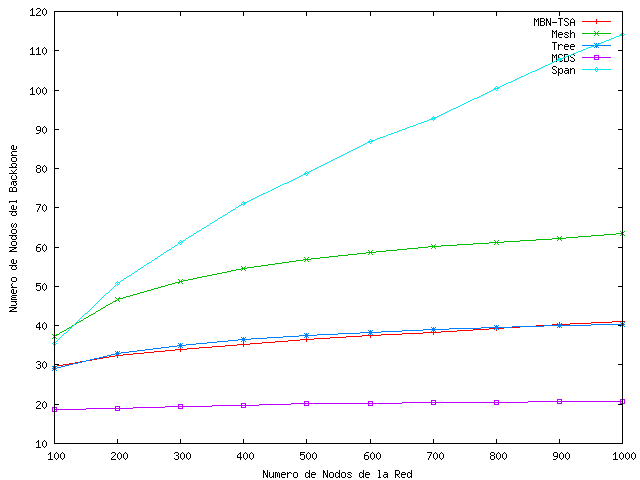 120
110
100
90
80
70
60
50
40
30
20
10
Numero de Nodos del Backbone
MBN-TSA
Mesh
Tree
MCDS
Span
100 200 300 400 500 600 700 800 900 1000
Numero de Nodos de la Red